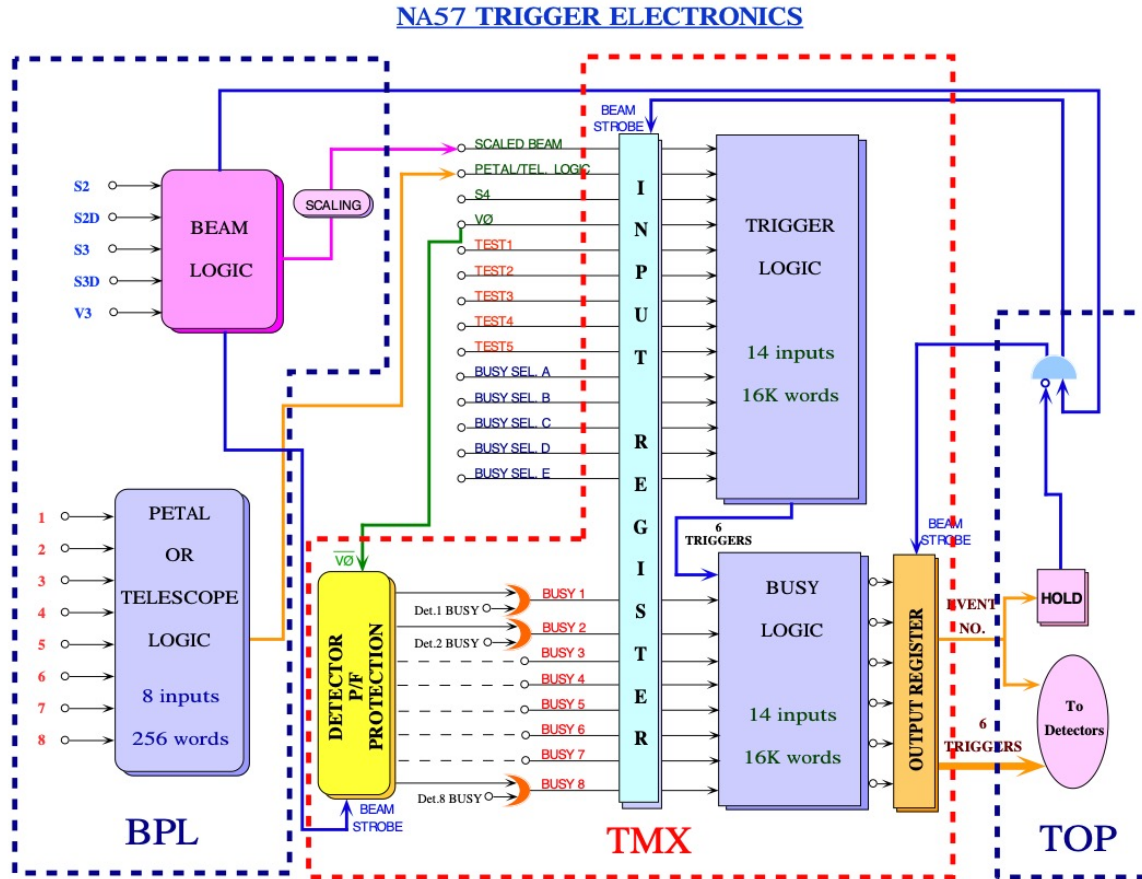 NA57 TRIGGER ELECTRONICS
BEAM
STROBE
SCALED BEAM
PETAL/TEL. LOGIC
S4
VØ
TEST1
TEST2
TEST3
TEST4
TEST5
BUSY SEL. A
BUSY SEL. B
BUSY SEL. C
BUSY SEL. D
BUSY SEL. E
S2
S2D
S3
S3D
V3
BEAM
LOGIC
SCALING
INPUT REGISTER
TRIGGER
LOGIC
14 inputs
16K words
1
2
3
4
5
6
7
8
PETAL
OR
TELESCOPE
LOGIC
8 inputs
256 words
BPL
VØ
DETECTOR
P/F
PROTECTION
BEAM
STROBE
Det.1 BUSY
Det.2 BUSY
Det.8 BUSY
BUSY 1
BUSY 2
BUSY 3
BUSY 4
BUSY 5
BUSY 6
BUSY 7
BUSY 8
6
TRIGGERS
BUSY
LOGIC
14 inputs
16K words
TMX
BEAM
STROBE
OUTPUT REGISTER
EVENT
NO.
6
TRIGGERS
HOLD
To
Detectors
TOP